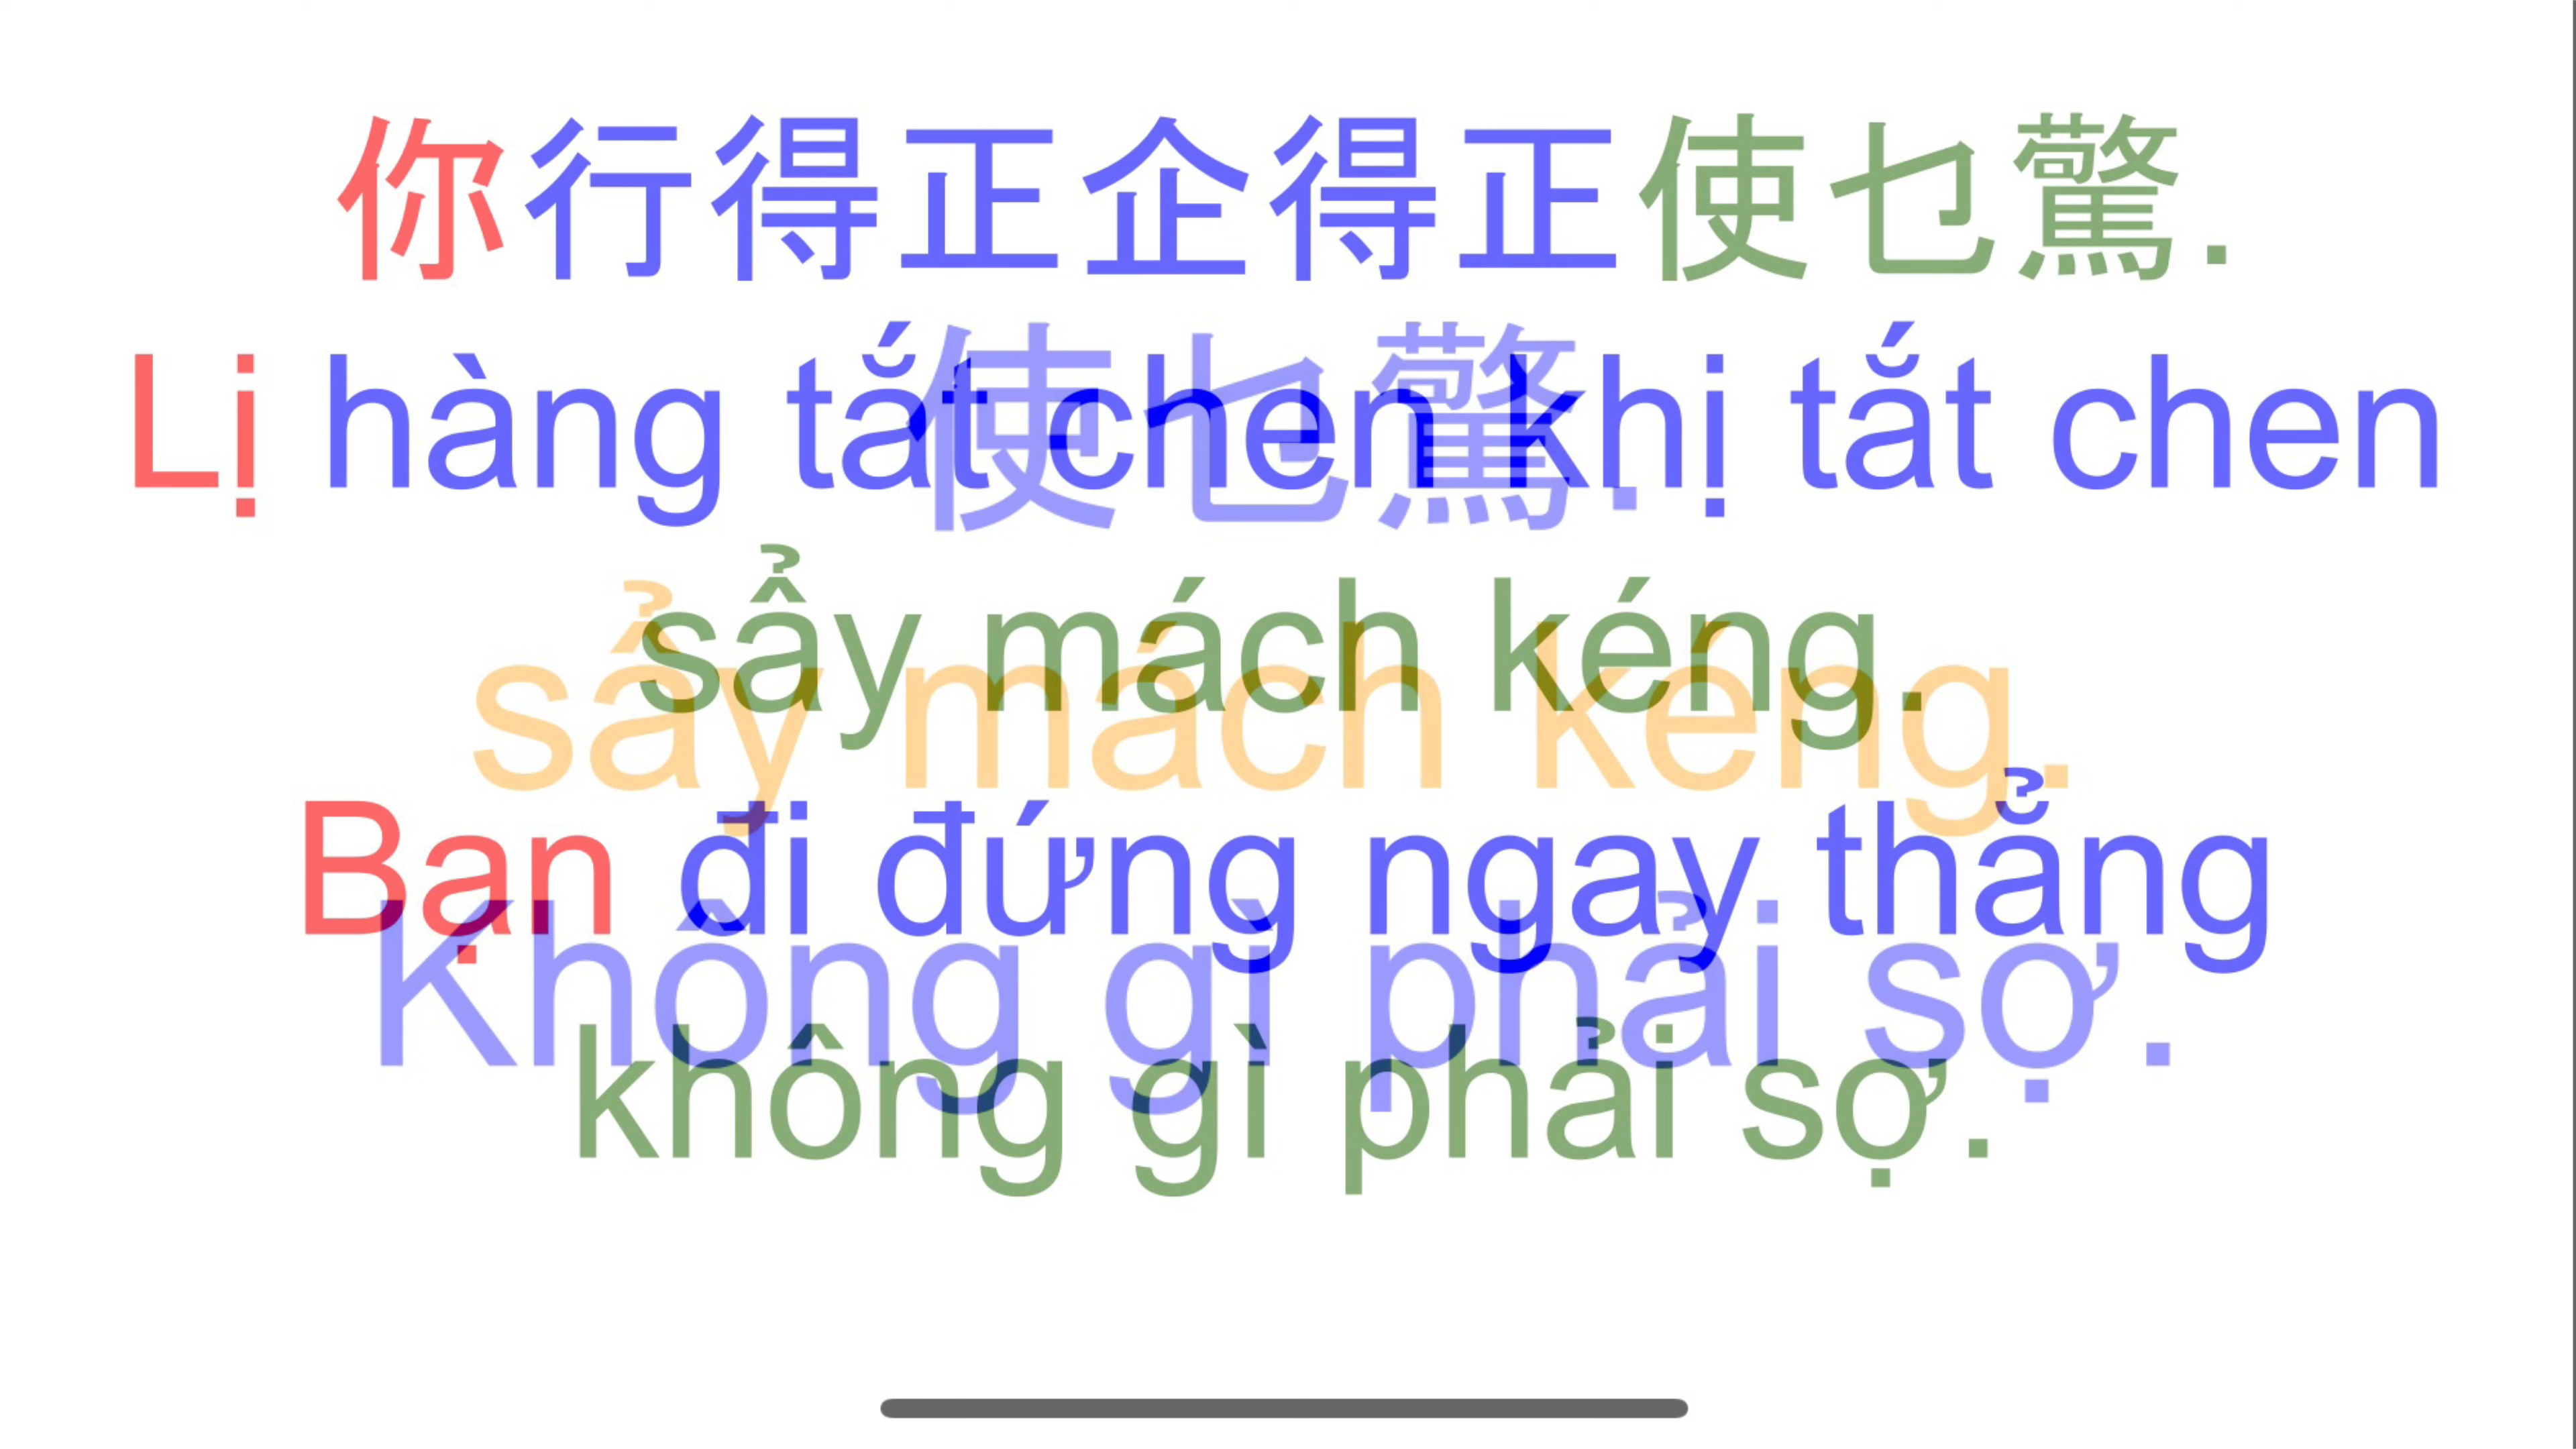 你行得正企得正使乜驚.
使乜驚.
Lị hàng tắt chen khị tắt chen
sẩy mách kéng.
sẩy mách kéng.
Bạn đi đứng ngay thẳng
Không gì phải sợ.
không gì phải sợ.